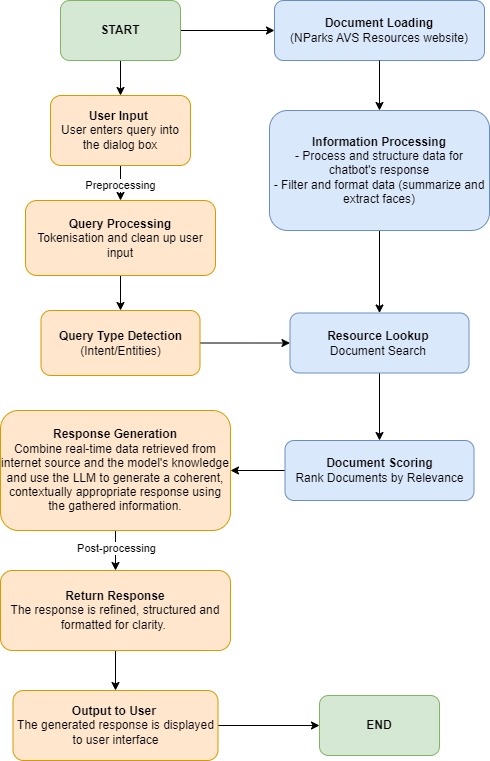 START
Document Loading
(NParks AVS Resources website)
User Input
User enters query into
the dialog box
Information Processing
- Process and structure data for
chatbot's response
- Filter and format data (summarize and
extract faces)
Preprocessing
Query Processing
Tokenisation and clean up user
input
Query Type Detection
(Intent/Entities)
Resource Lookup
Document Search
Response Generation
Combine real-time data retrieved from
internet source and the model's knowledge
and use the LLM to generate a coherent,
contextually appropriate response using
the gathered information.
Document Scoring
Rank Documents by Relevance
Post-processing
Return Response
The response is refined, structured and
formatted for clarity.
Output to User
The generated response is displayed
to user interface
END